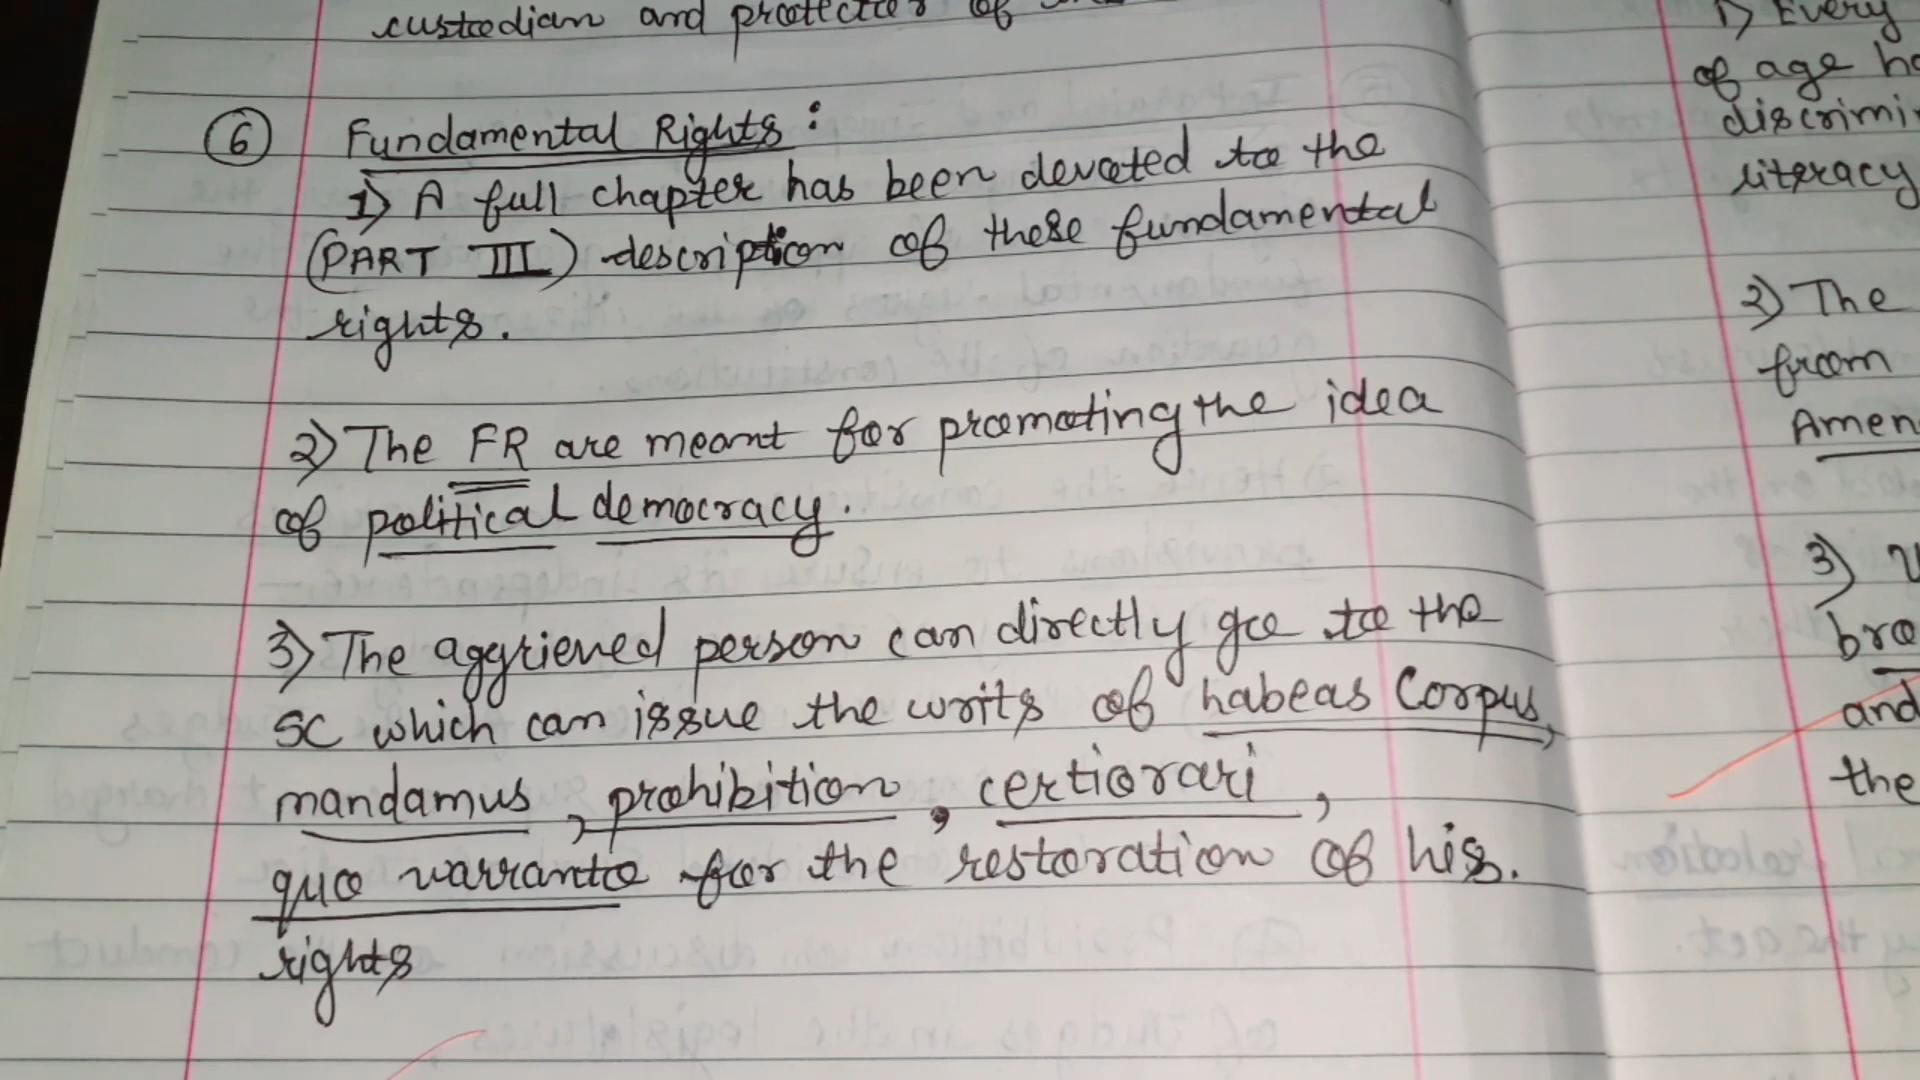 custodian and protector of
⑥ Fundamental Rights :
1) A full chapter has been devoted to the
(PART III) description of these fundamental
rights.
2) The FR are meant for promoting the idea
of political democracy.
3) The aggrieved person can directly go to the
SC which can issue the writs of habeas Corpus,
mandamus, prohibition, certiorari,
quo warranto for the restoration of his.
rights
1) Every
of age
literacy
2) The
from
3)
and
the